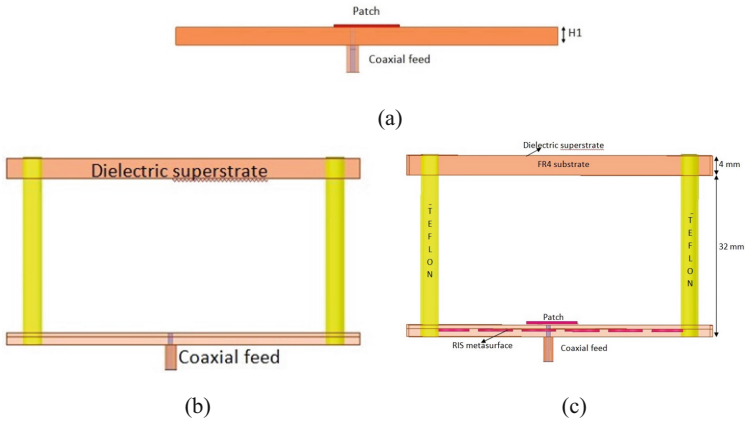 Patch
H1
Coaxial feed
(a)
Dielectric superstrate
Coaxial feed
(b)
Dielectric superstrate
FR4 substrate
4 mm
TEFLON
TEFLON
32 mm
Patch
RIS metasurface
Coaxial feed
(c)